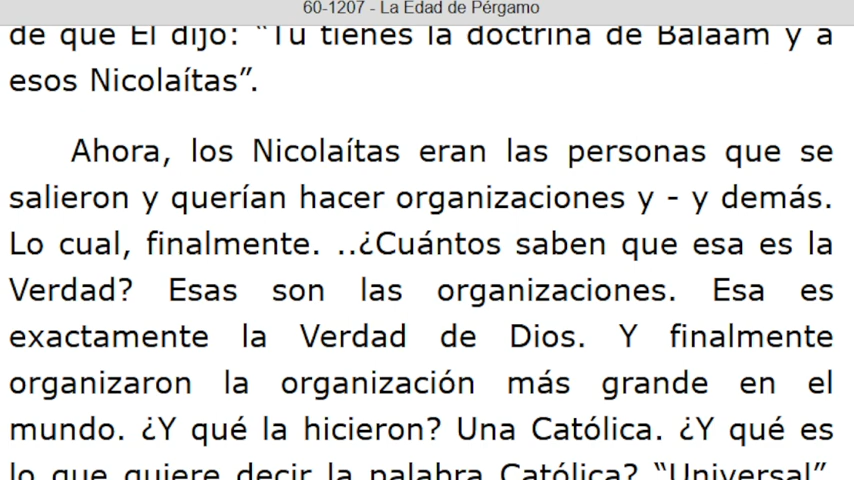 60-1207 - La Edad de Pérgamo
de que Él dijo: “Tú tienes la doctrina de Balaam y a
esos Nicolaítas”.
Ahora, los Nicolaítas eran las personas que se
salieron y querían hacer organizaciones y - y demás.
Lo cual, finalmente. ..¿Cuántos saben que esa es la
Verdad? Esas son las organizaciones. Esa es
exactamente la Verdad de Dios. Y finalmente
organizaron la organización más grande en el
mundo. ¿Y qué la hicieron? Una Católica. ¿Y qué es
lo que quiere decir la palabra Católica? “Universal”,